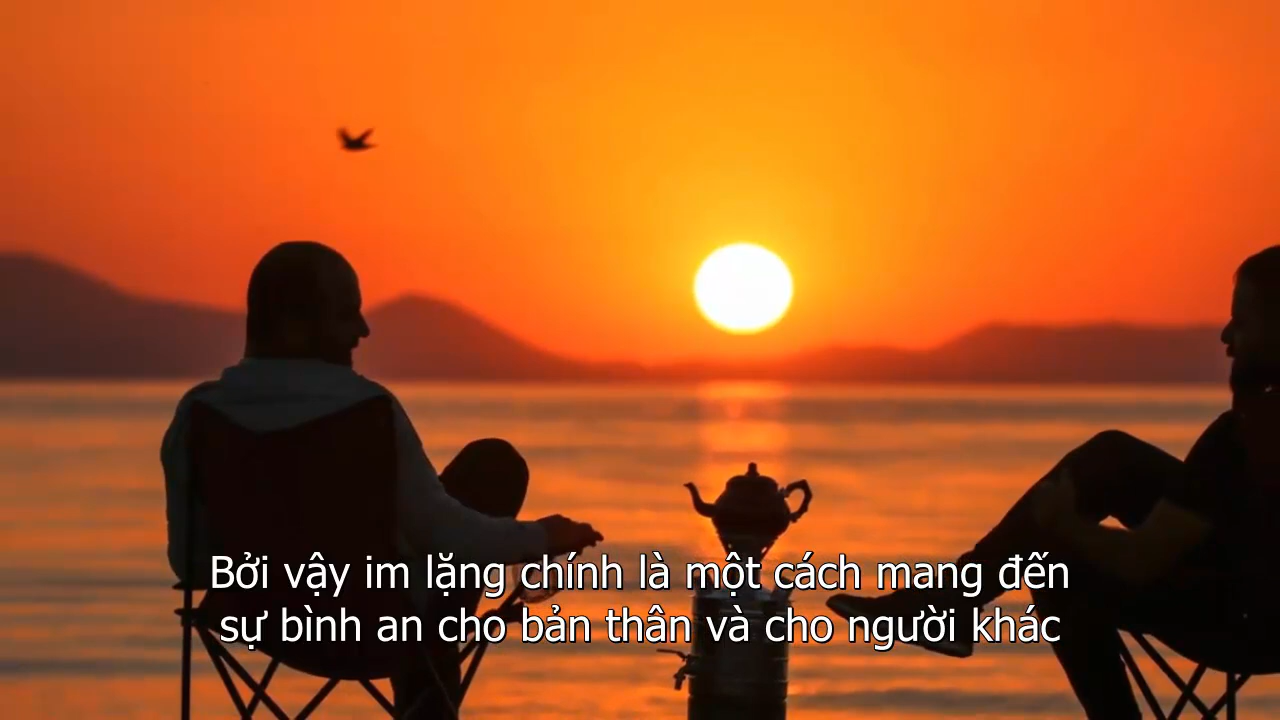 Bởi vậy im lặng chính là một cách mang đến
sự bình an cho bản thân và cho người khác